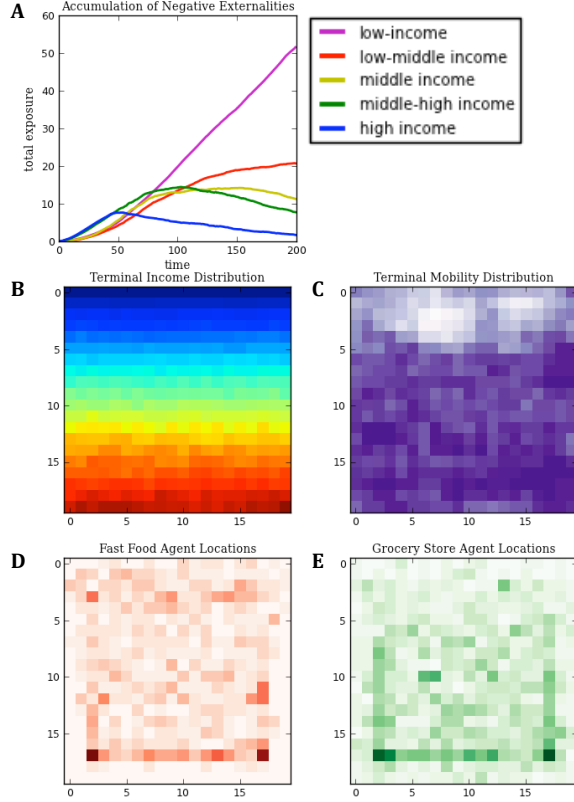 A
Accumulation of Negative Externalities
60
50
40
30
20
10
0
total exposure
0 50 100 150 200
time
low-income
low-middle income
middle income
middle-high income
high income
B
Terminal Income Distribution
0
5
10
15
0 5 10 15
C
Terminal Mobility Distribution
0
5
10
15
0 5 10 15
D
Fast Food Agent Locations
0
5
10
15
0 5 10 15
E
Grocery Store Agent Locations
0
5
10
15
0 5 10 15